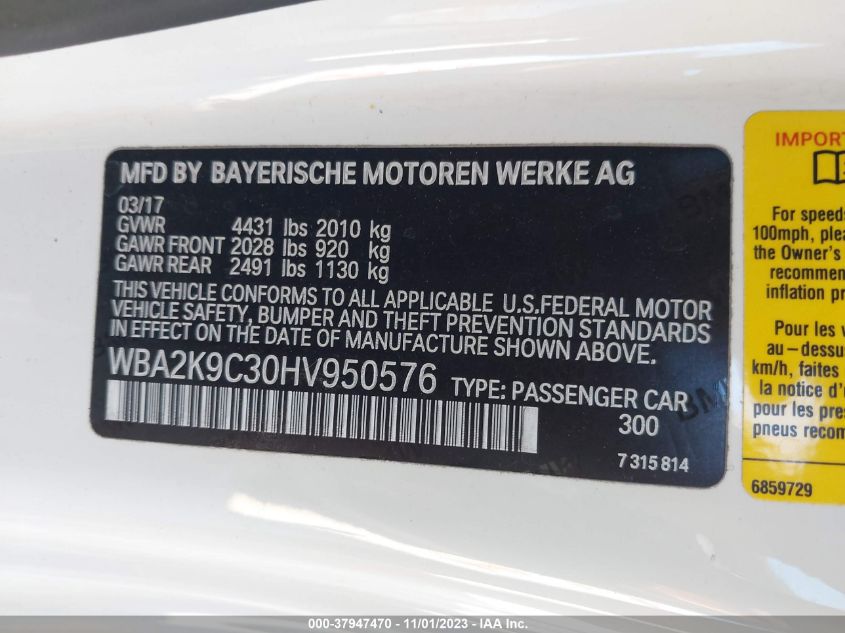 MFD BY BAYERISCHE MOTOREN WERKE AG
03/17
GVWR 4431 lbs 2010 kg
GAWR FRONT 2028 lbs 920 kg
GAWR REAR 2491 lbs 1130 kg
THIS VEHICLE CONFORMS TO ALL APPLICABLE U.S.FEDERAL MOTOR
VEHICLE SAFETY, BUMPER AND THEFT PREVENTION STANDARDS
IN EFFECT ON THE DATE OF MANUFACTURE SHOWN ABOVE.
WBA2K9C30HV950576 TYPE: PASSENGER CAR
300
7 315 814
IMPOR
For speeds
100mph, plea
the Owner's
recommen
inflation pr
Pour les v
au-dessu
km/h, faites
la notice d'
pour les pres
pneus recom
6859729
000-37947470 - 11/01/2023 - IAA Inc.